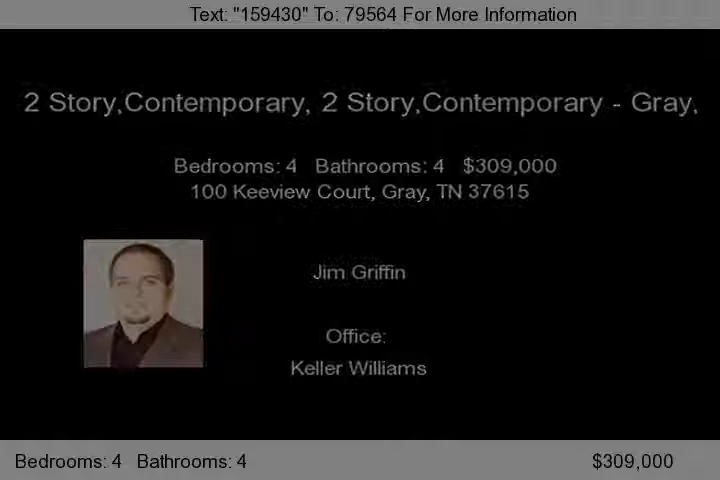 Text: "159430" To: 79564 For More Information
2 Story,Contemporary, 2 Story,Contemporary - Gray,
Bedrooms: 4 Bathrooms: 4 $309,000
100 Keeview Court, Gray, TN 37615
Jim Griffin
Office:
Keller Williams
Bedrooms: 4 Bathrooms: 4 $309,000